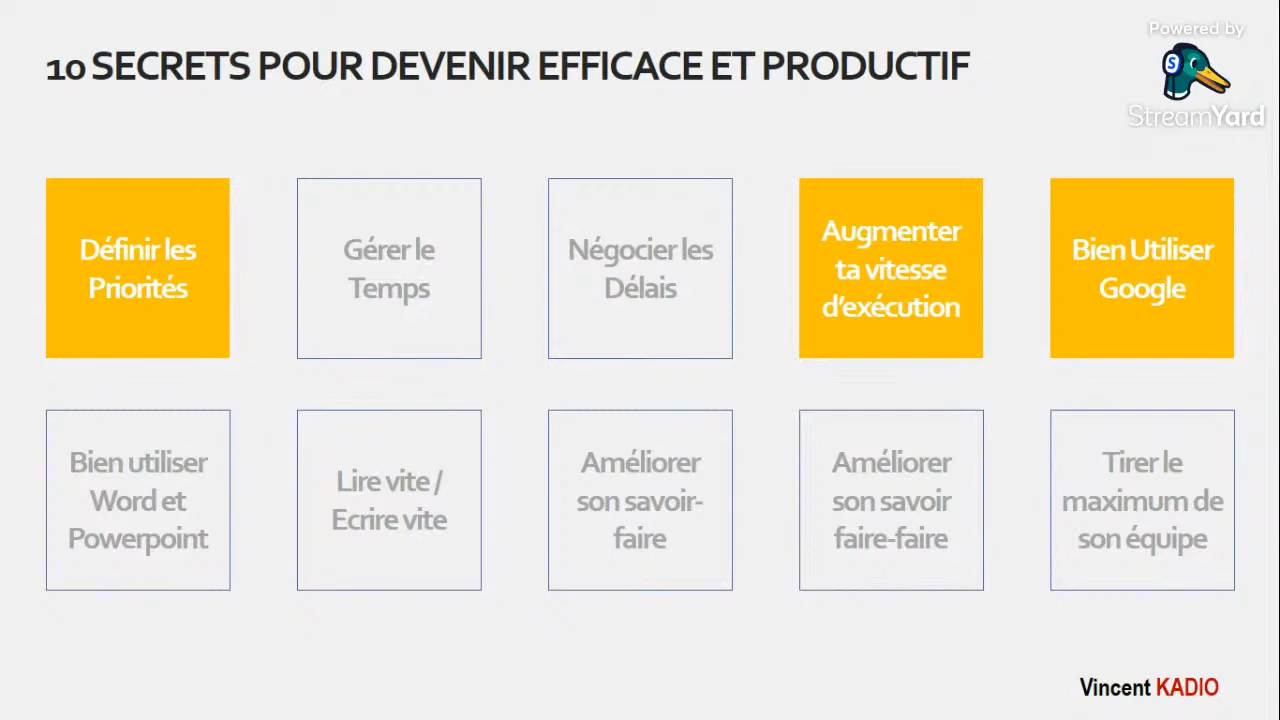 Powered by
StreamYard
10 SECRETS POUR DEVENIR EFFICACE ET PRODUCTIF
Définir les
Priorités
Gérer le
Temps
Négocier les
Délais
Augmenter
ta vitesse
d'exécution
Bien Utiliser
Google
Bien utiliser
Word et
Powerpoint
Lire vite /
Ecrire vite
Améliorer
son savoir-
faire
Améliorer
son savoir
faire-faire
Tirer le
maximum de
son équipe
Vincent KADIO